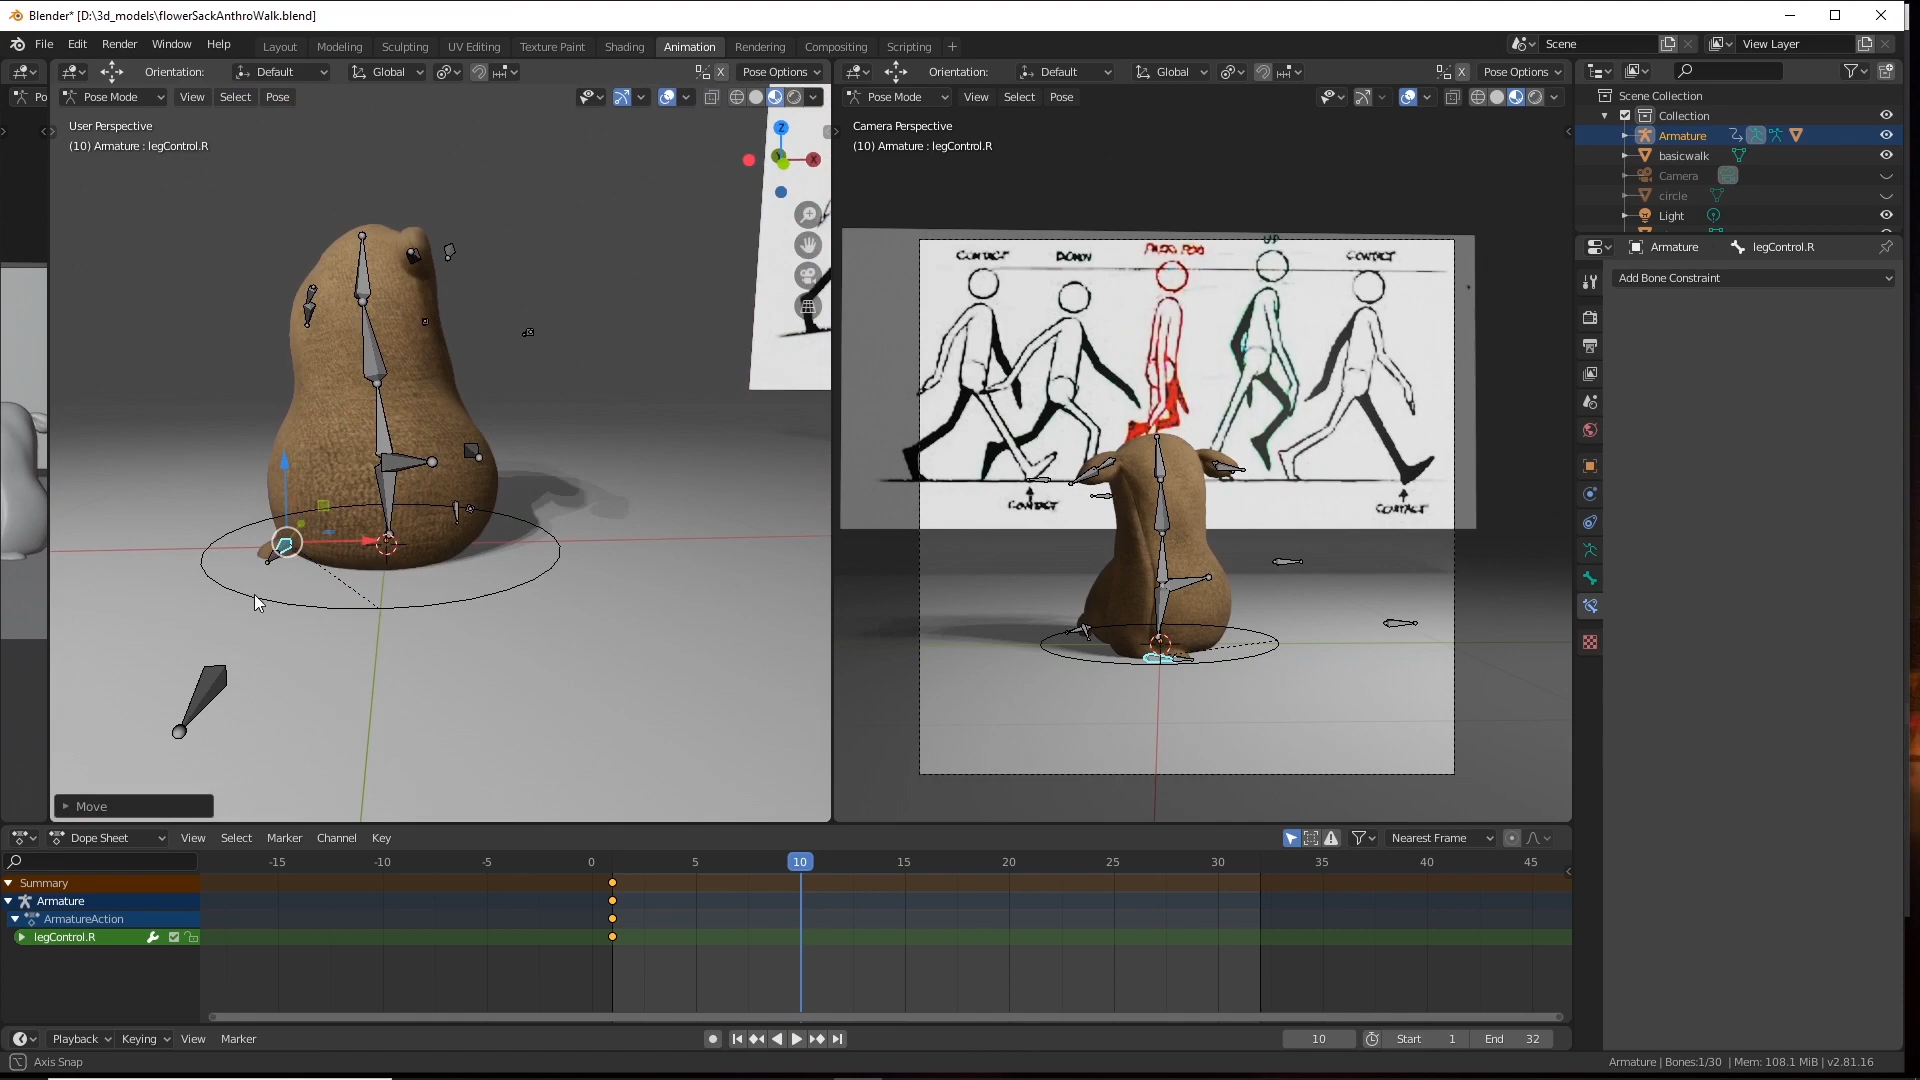 Blender* [D:\3d_models\flowerSackAnthroWalk.blend]
File Edit Render Window Help
Layout Modeling Sculpting UV Editing Texture Paint Shading Animation Rendering Compositing Scripting +
Scene
View Layer
Orientation: Default Global X Pose Options
Orientation: Default Global X Pose Options
Po
Pose Mode View Select Pose
Pose Mode View Select Pose
User Perspective
(10) Armature : legControl.R
Z
X
Camera Perspective
(10) Armature : legControl.R
CONTACT DOWN PASS POS UP CONTACT
CONTACT CONTACT
Scene Collection
Collection
Armature
basicwalk
Camera
circle
Light
Armature legControl.R
Add Bone Constraint
Move
Dope Sheet View Select Marker Channel Key
Nearest Frame
-15 -10 -5 0 5 10 15 20 25 30 35 40 45
Summary
Armature
ArmatureAction
legControl.R
Playback Keying View Marker
10 Start 1 End 32
Axis Snap
Armature | Bones:1/30 | Mem: 108.1 MiB | v2.81.16